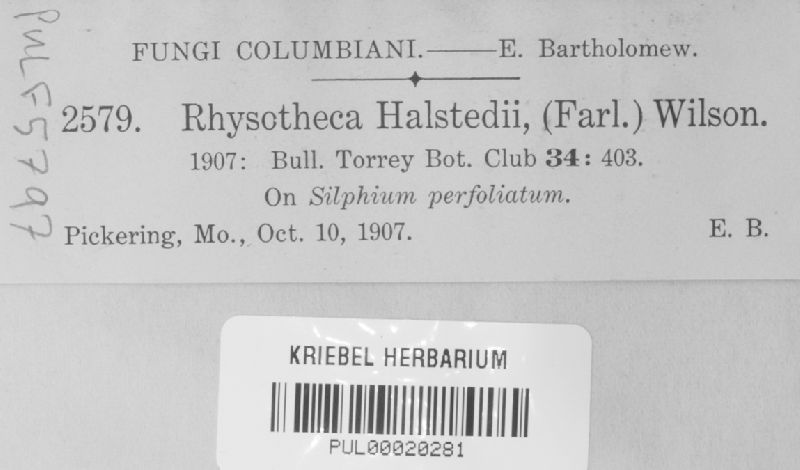 FUNGI COLUMBIANI.——E. Bartholomew.
2579. Rhysotheca Halstedii, (Farl.) Wilson.
1907: Bull. Torrey Bot. Club 34: 403.
On Silphium perfoliatum.
Pickering, Mo., Oct. 10, 1907. E. B.
PUL F5797
KRIEBEL HERBARIUM
PUL00020281